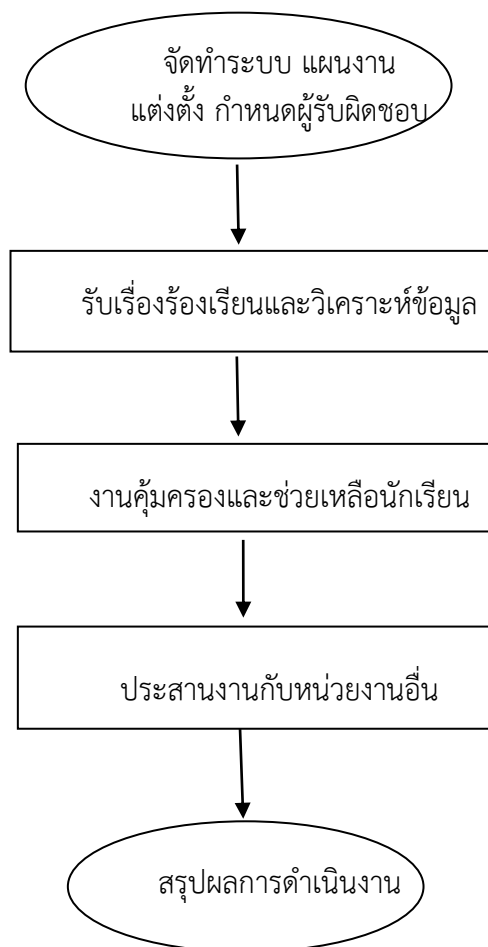 จัดทำระบบ แผนงาน
แต่งตั้ง กำหนดผู้รับผิดชอบ
รับเรื่องร้องเรียนและวิเคราะห์ข้อมูล
งานคุ้มครองและช่วยเหลือนักเรียน
ประสานงานกับหน่วยงานอื่น
สรุปผลการดำเนินงาน